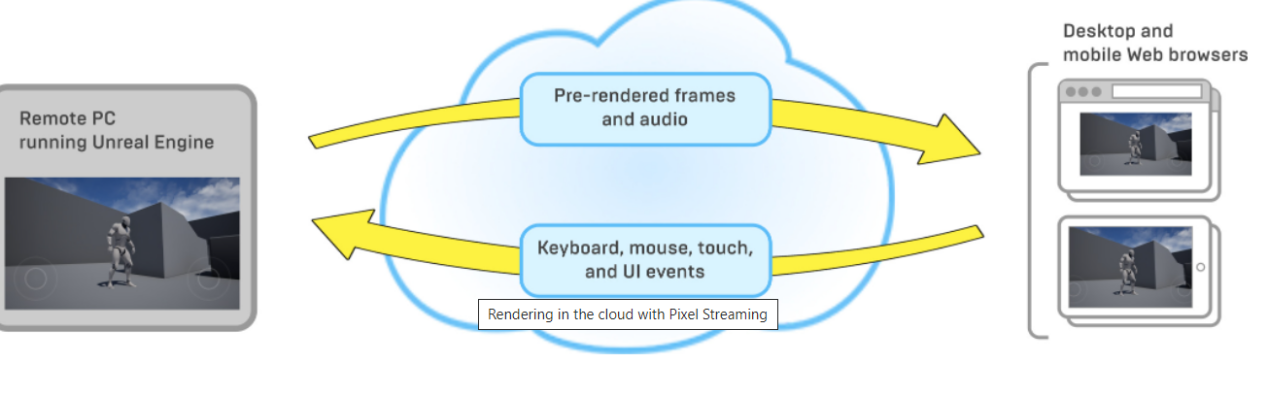 Desktop and
mobile Web browsers
Remote PC
running Unreal Engine
Pre-rendered frames
and audio
Keyboard, mouse, touch,
and UI events
Rendering in the cloud with Pixel Streaming